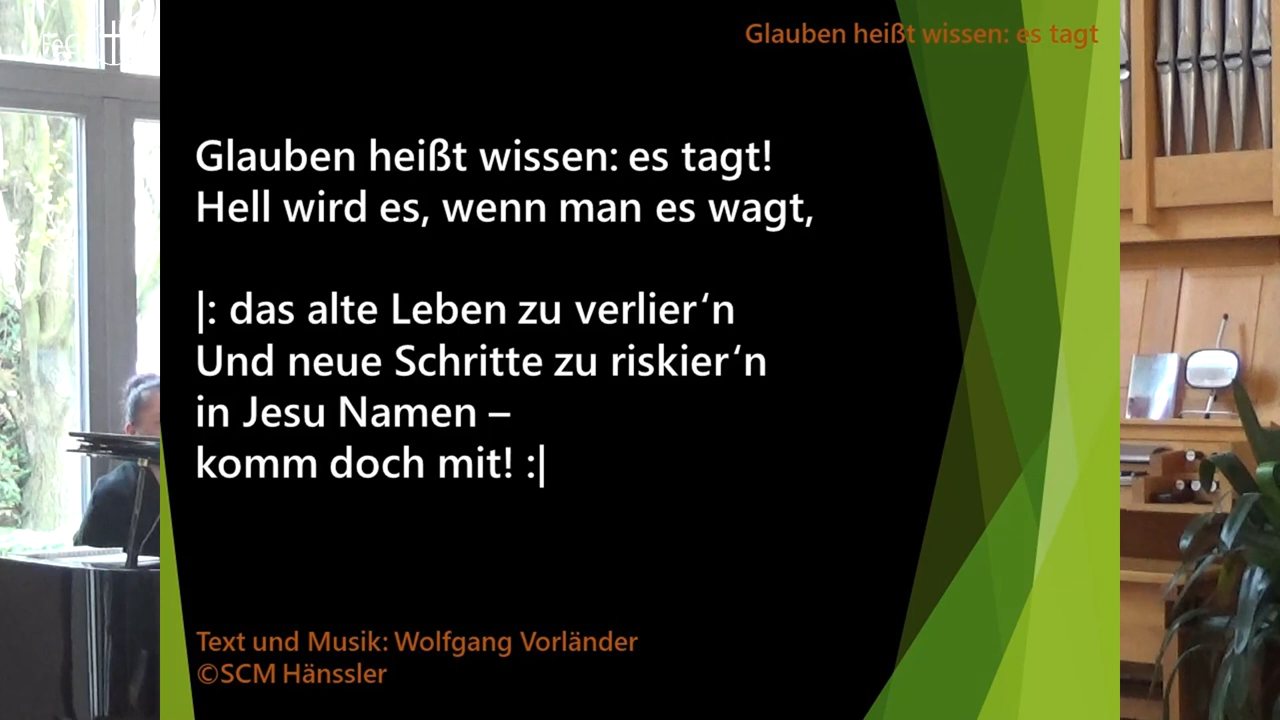 Glauben heißt wissen: es tagt
Glauben heißt wissen: es tagt!
Hell wird es, wenn man es wagt,
|: das alte Leben zu verlier‘n
Und neue Schritte zu riskier‘n
in Jesu Namen –
komm doch mit! :|
Text und Musik: Wolfgang Vorländer
©SCM Hänssler